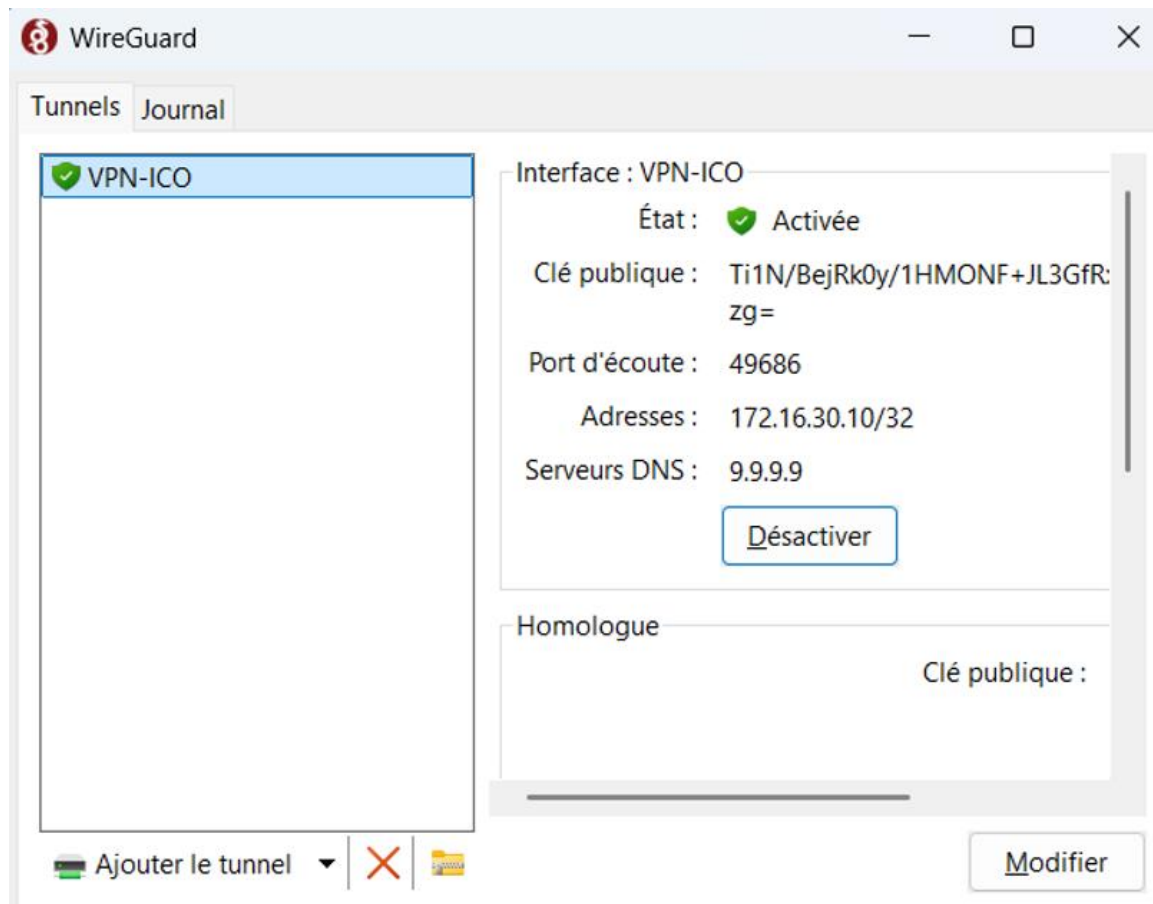 WireGuard
Tunnels Journal
VPN-ICO
Interface : VPN-ICO
État : Activée
Clé publique : Ti1N/BejRk0y/1HMONF+JL3GfR
zg=
Port d'écoute : 49686
Adresses : 172.16.30.10/32
Serveurs DNS : 9.9.9.9
Désactiver
Homologue
Clé publique :
Ajouter le tunnel
Modifier